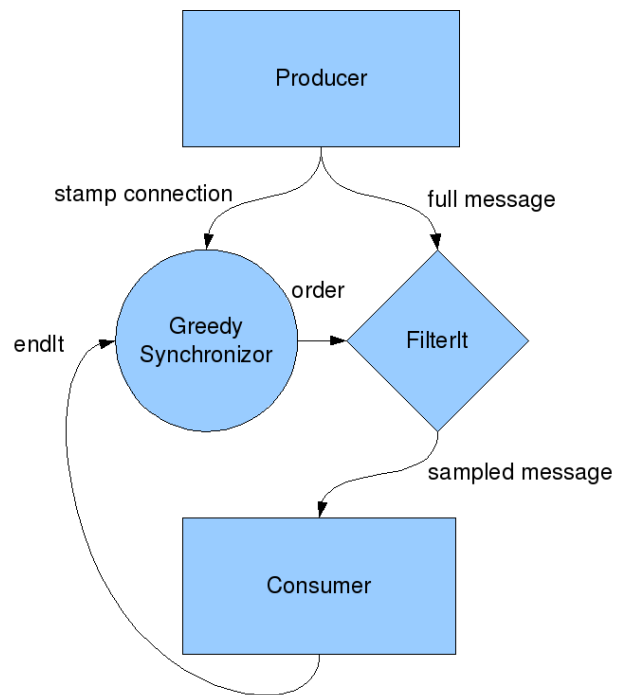 Producer
stamp connection
full message
order
Greedy
Synchronizor
FilterIt
endIt
sampled message
Consumer